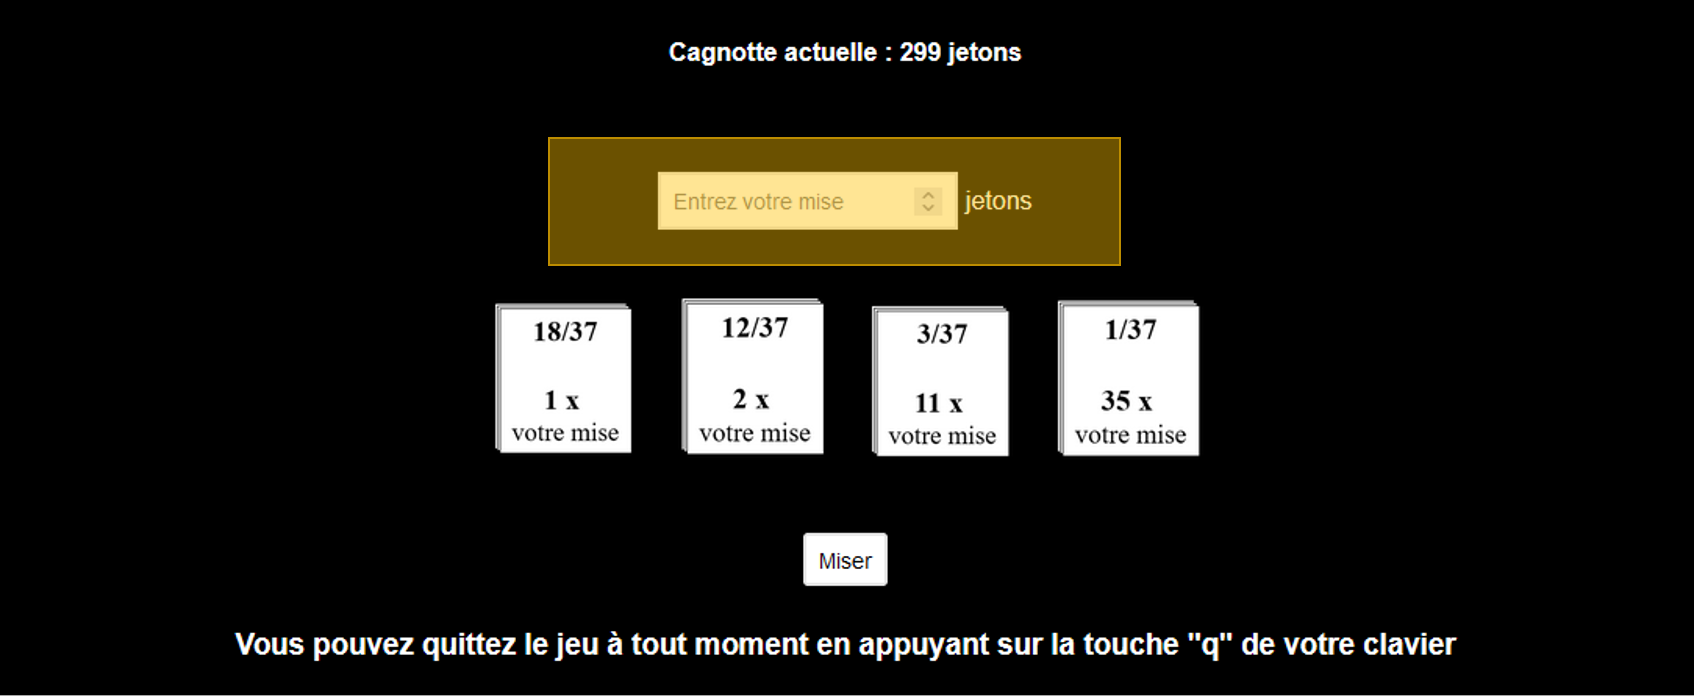 Cagnotte actuelle : 299 jetons
Entrez votre mise jetons
18/37
1 x
votre mise
12/37
2 x
votre mise
3/37
11 x
votre mise
1/37
35 x
votre mise
Miser
Vous pouvez quittez le jeu à tout moment en appuyant sur la touche "q" de votre clavier